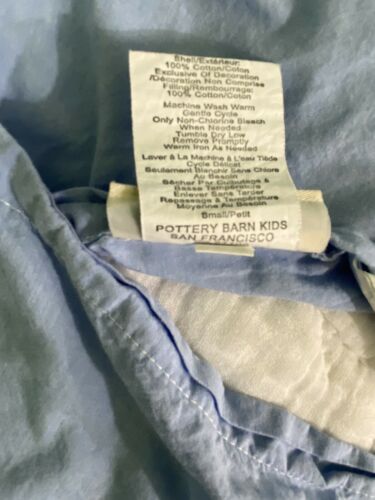 Shell/Extérieur:
100% Cotton/Coton
Exclusive Of Decoration
/Décoration Non Comprise
Filling/Rembourrage:
100% Cotton/Coton
Machine Wash Warm
Gentle Cycle
Only Non-Chlorine Bleach
When Needed
Tumble Dry Low
Remove Promptly
Warm Iron As Needed
Laver à La Machine à L'eau Tiède
Cycle Délicat
Seulement Blanchir Sans Chlore
Au Besoin
Sécher Par Culbutage à
Basse Température
Enlever Sans Tarder
Repassage à Température
Moyenne Au Besoin
Small/Petit
POTTERY BARN KIDS
SAN FRANCISCO